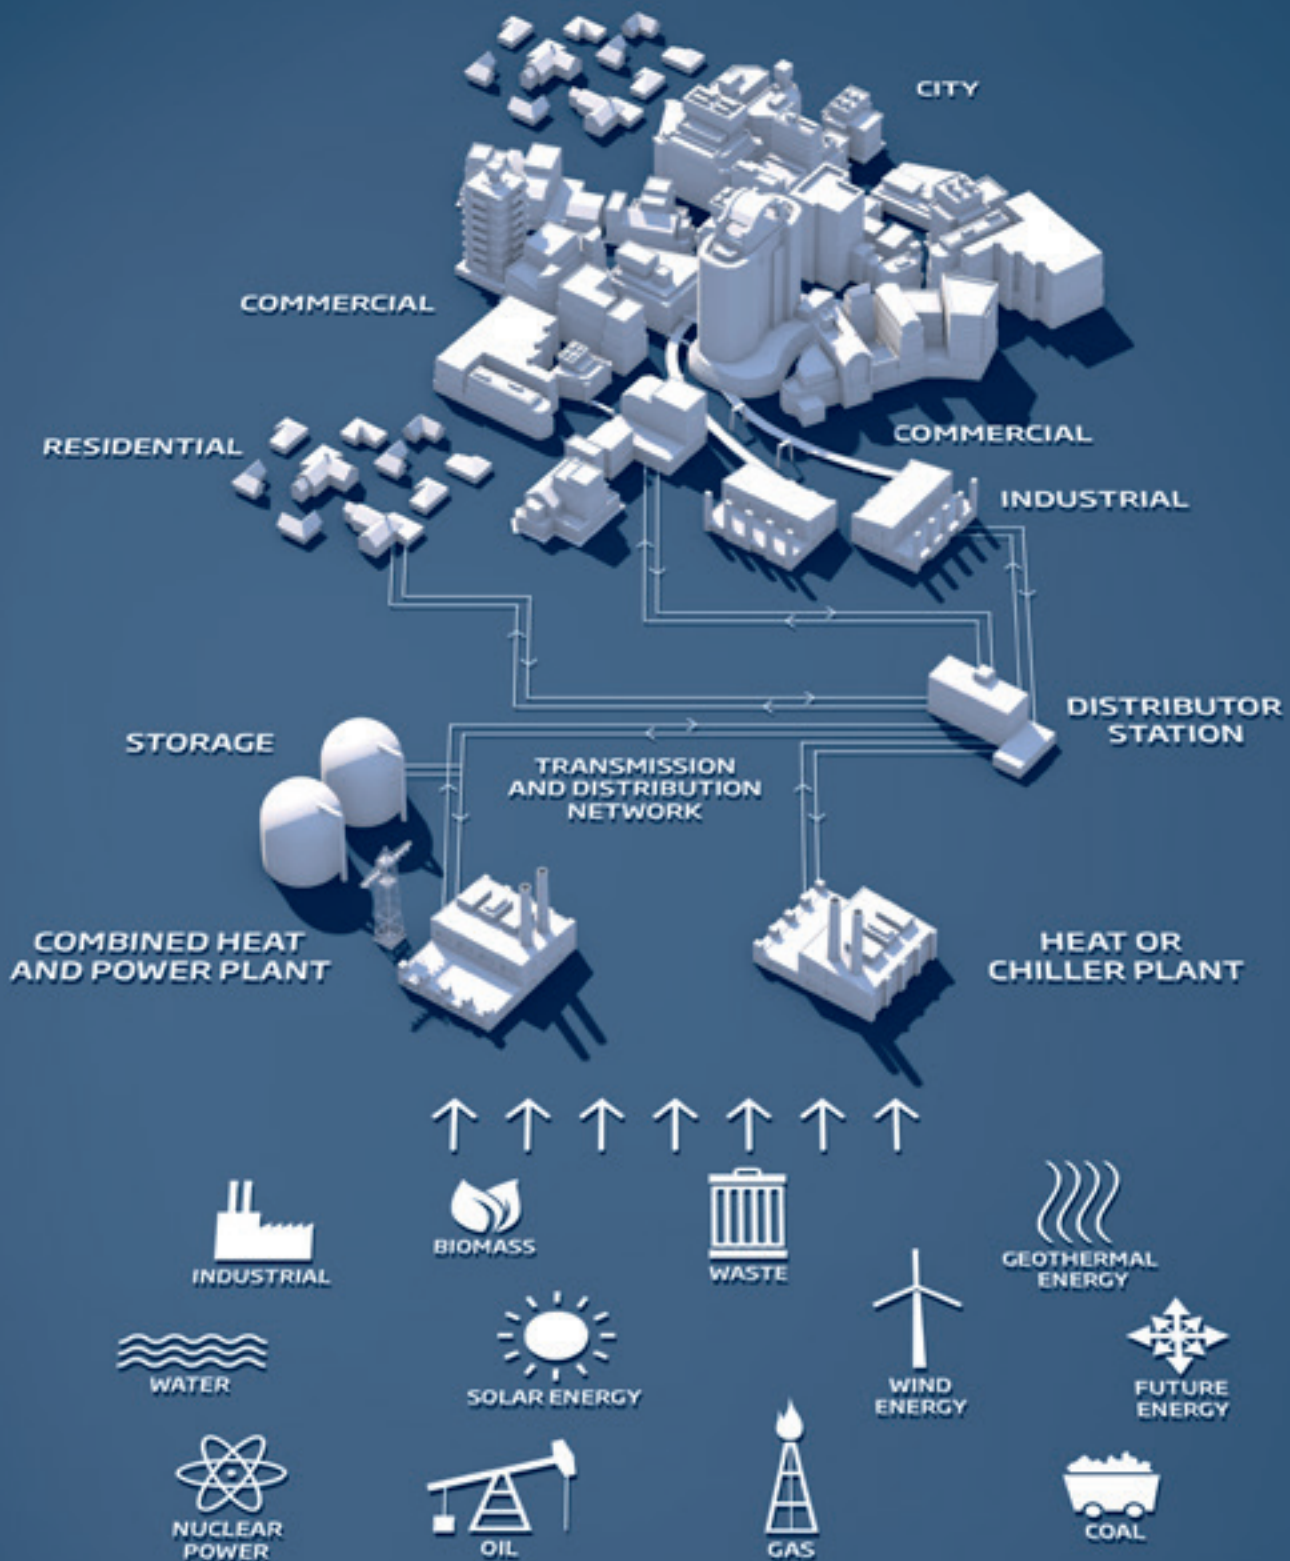 CITY
COMMERCIAL
RESIDENTIAL
COMMERCIAL
INDUSTRIAL
DISTRIBUTOR
STATION
STORAGE
TRANSMISSION
AND DISTRIBUTION
NETWORK
COMBINED HEAT
AND POWER PLANT
HEAT OR
CHILLER PLANT
INDUSTRIAL
BIOMASS
WASTE
GEOTHERMAL
ENERGY
WATER
SOLAR ENERGY
WIND
ENERGY
FUTURE
ENERGY
NUCLEAR
POWER
OIL
GAS
COAL